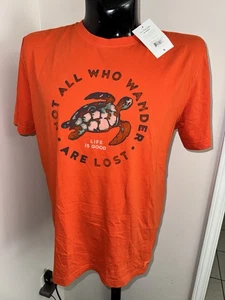 NOT ALL WHO WANDER
ARE LOST
LIFE
IS GOOD